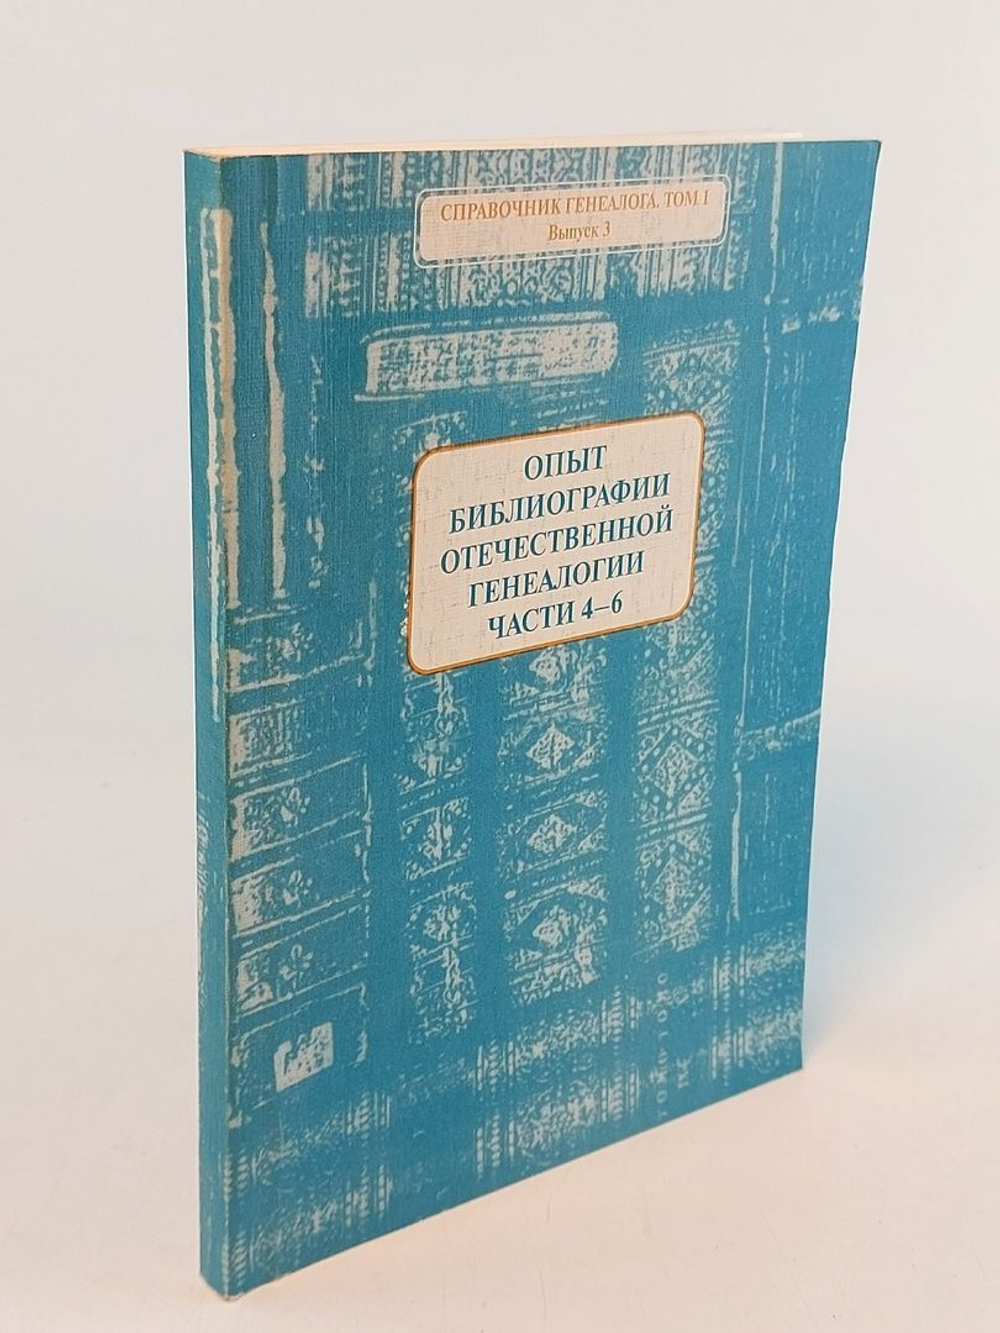 СПРАВОЧНИК ГЕНЕАЛОГА. ТОМ 1
Выпуск 3
ОПЫТ
БИБЛИОГРАФИИ
ОТЕЧЕСТВЕННОЙ
ГЕНЕАЛОГИИ
ЧАСТИ 4–6